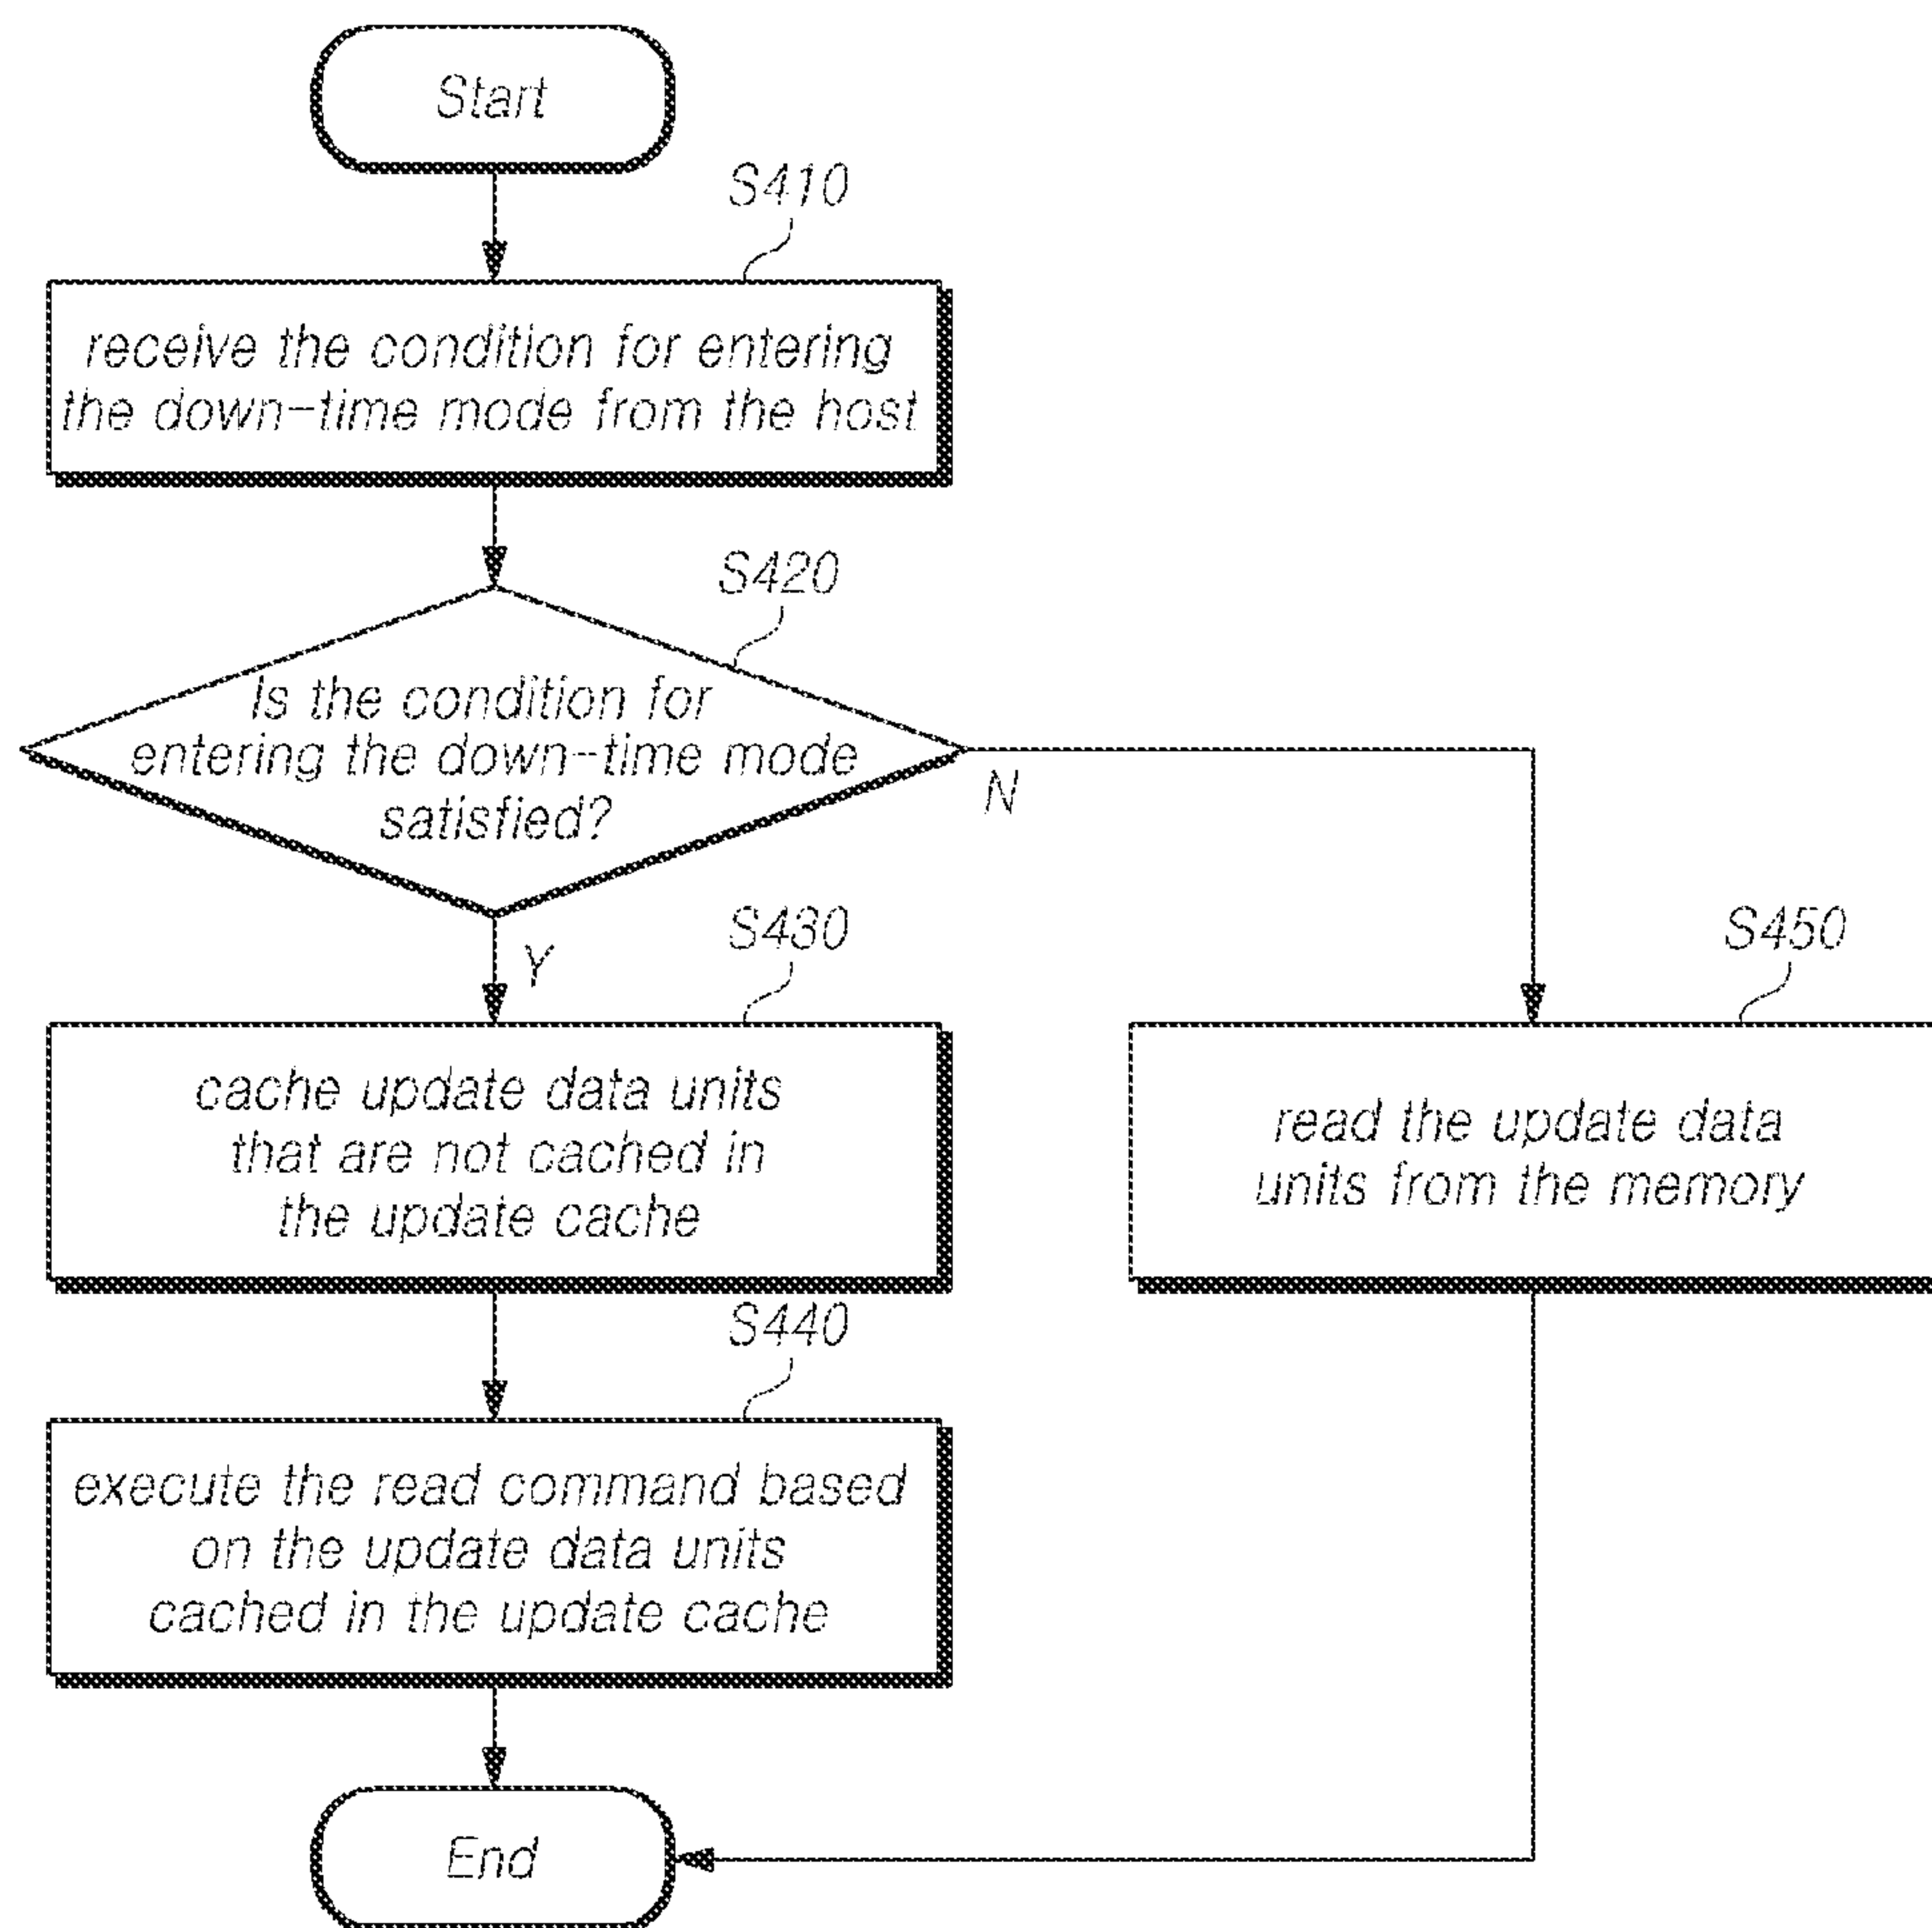 Start
S410
receive the condition for entering
the down-time mode from the host
S420
Is the condition for
entering the down-time mode
satisfied?
N
Y
S430
S450
cache update data units
that are not cached in
the update cache
read the update data
units from the memory
S440
execute the read command based
on the update data units
cached in the update cache
End